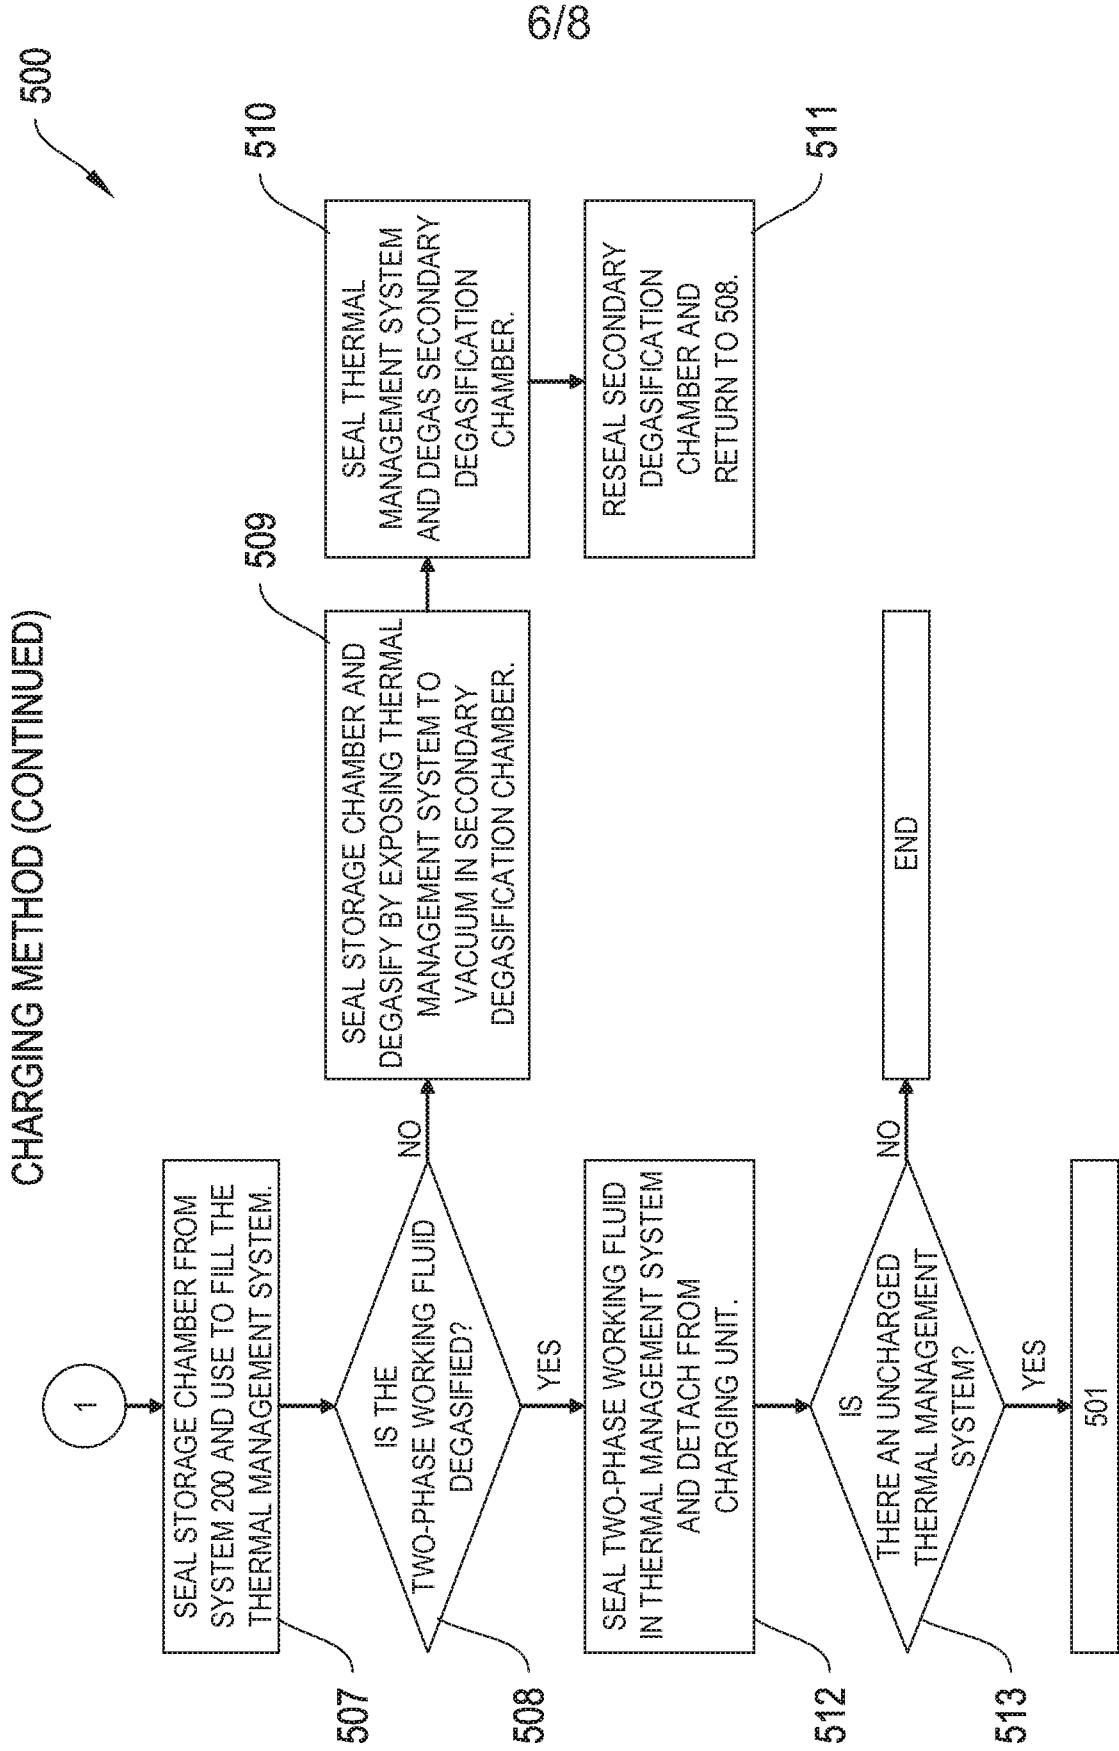 6/8
CHARGING METHOD (CONTINUED)
500
1
SEAL STORAGE CHAMBER FROM
SYSTEM 200 AND USE TO FILL THE
THERMAL MANAGEMENT SYSTEM.
507
IS THE
TWO-PHASE WORKING FLUID
DEGASIFIED?
508
NO
SEAL STORAGE CHAMBER AND
DEGASIFY BY EXPOSING THERMAL
MANAGEMENT SYSTEM TO
VACUUM IN SECONDARY
DEGASIFICATION CHAMBER.
509
SEAL THERMAL
MANAGEMENT SYSTEM
AND DEGAS SECONDARY
DEGASIFICATION
CHAMBER.
510
RESEAL SECONDARY
DEGASIFICATION
CHAMBER AND
RETURN TO 508.
511
YES
SEAL TWO-PHASE WORKING FLUID
IN THERMAL MANAGEMENT SYSTEM
AND DETACH FROM
CHARGING UNIT.
512
IS
THERE AN UNCHARGED
THERMAL MANAGEMENT
SYSTEM?
513
NO
END
YES
501